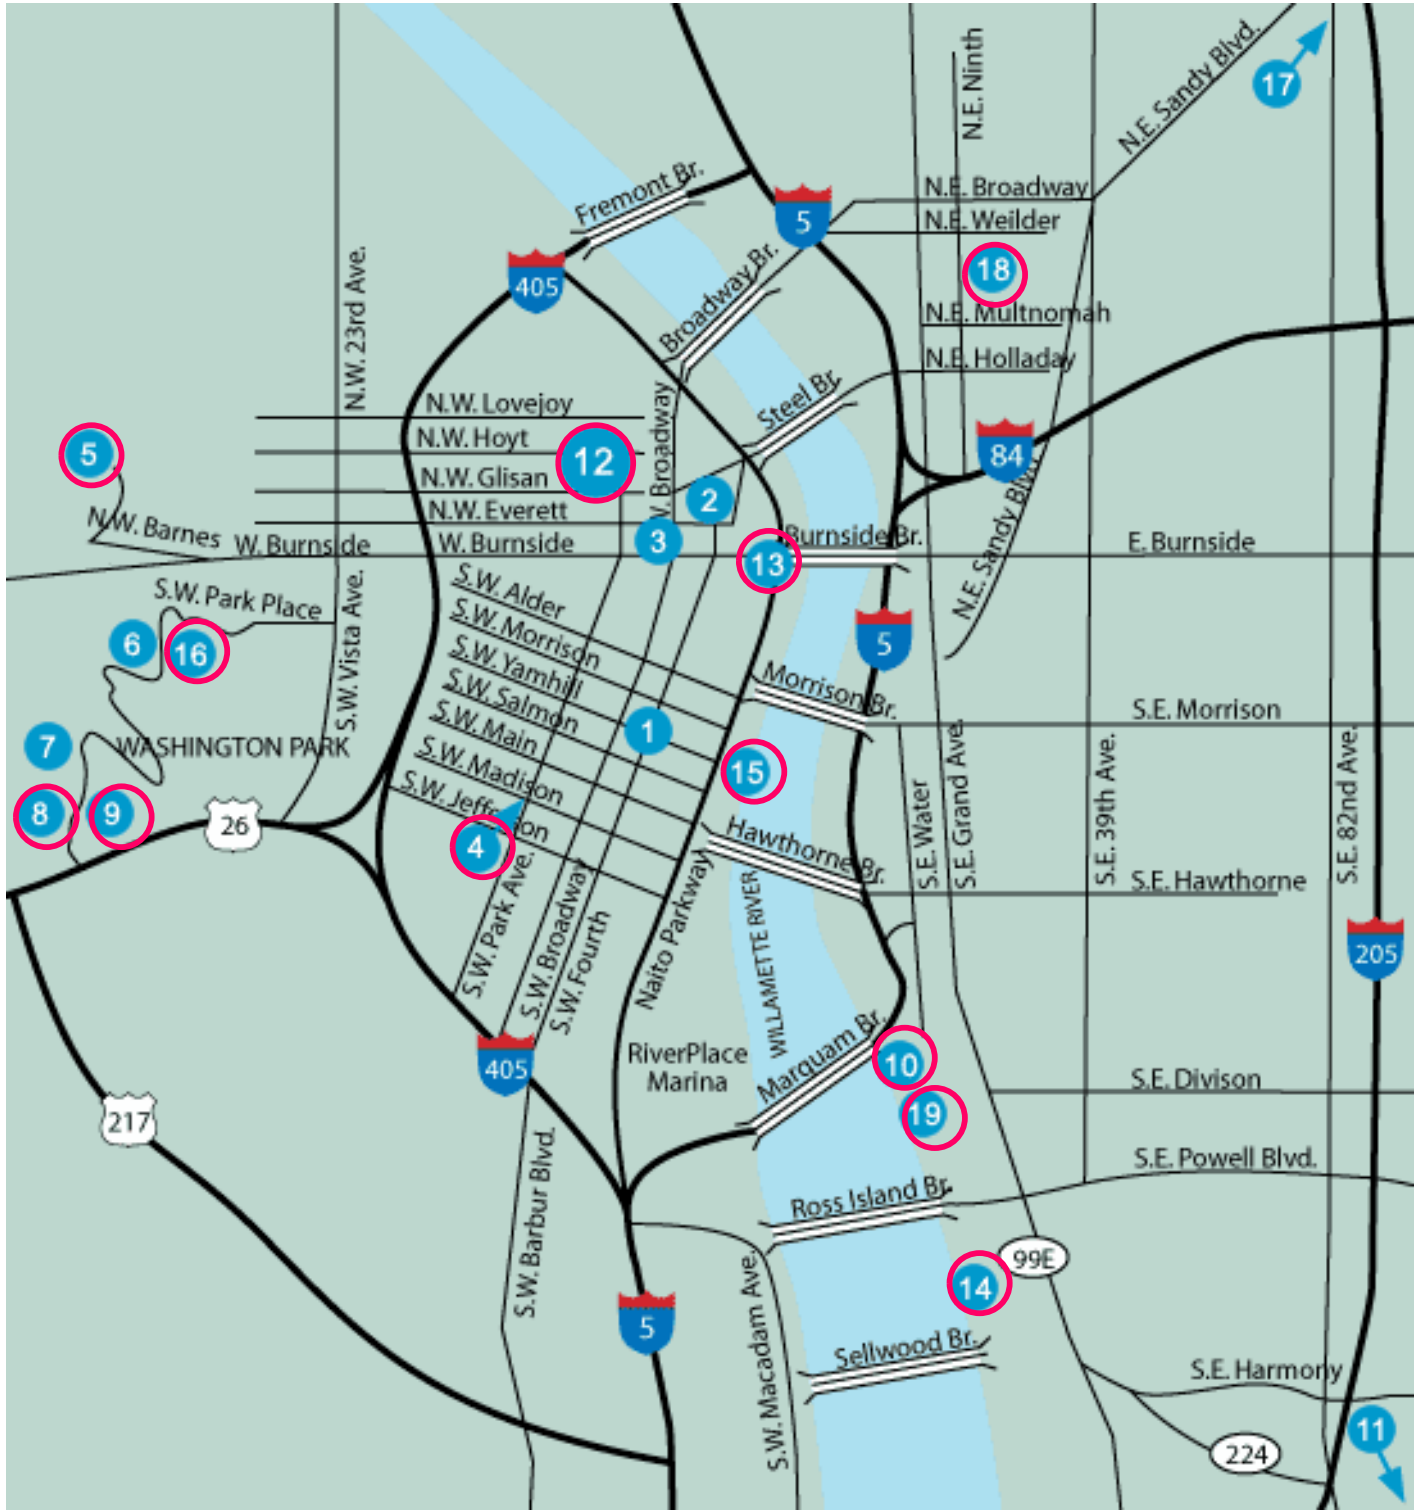 17
N.E. Sandy Blvd.
N.E. Ninth
Fremont Br.
N.E. Broadway
5
N.E. Weilder
18
405
Broadway Br.
N.W. 23rd Ave.
N.E. Multnomah
N.E. Holladay
Steel Br.
N.W. Lovejoy
N.W. Hoyt
5
12
84
N.W. Glisan
W. Broadway
2
N.W. Everett
N.W. Barnes
W. Burnside
W. Burnside
3
Burnside Br.
13
E. Burnside
N.E. Sandy Blvd.
S.W. Park Place
S.W. Alder
S.W. Morrison
S.W. Yamhill
S.W. Salmon
S.W. Main
S.W. Madison
S.W. Jefferson
6
16
S.W. Vista Ave.
5
Morrison Br.
S.E. Morrison
1
7
WASHINGTON PARK
15
8
9
26
4
Hawthorne Br.
S.E. Water
S.E. Grand Ave.
S.E. 39th Ave.
S.E. 82nd Ave.
S.E. Hawthorne
S.W. Park Ave.
S.W. Broadway
S.W. Fourth
Naito Parkway
WILLAMETTE RIVER
205
RiverPlace
Marina
Marquam Br.
10
405
S.E. Divison
217
19
S.E. Powell Blvd.
S.W. Barbur Blvd.
Ross Island Br.
99E
14
S.W. Macadam Ave.
5
Sellwood Br.
S.E. Harmony
11
224